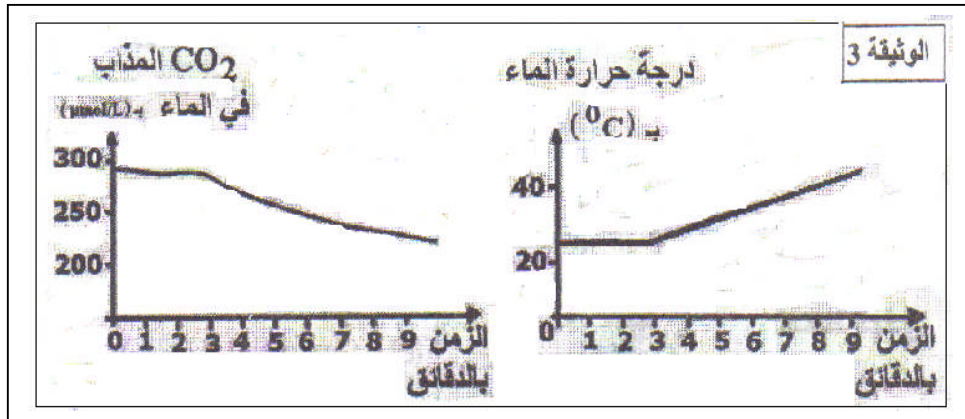 الوثيقة 3
درجة حرارة الماء
بـ (⁰C)
40
20
0 1 2 3 4 5 6 7 8 9 الزمن
بالدقائق
CO₂ المذاب
في الماء بـ (µmol/L)
300
250
200
0 1 2 3 4 5 6 7 8 9 الزمن
بالدقائق